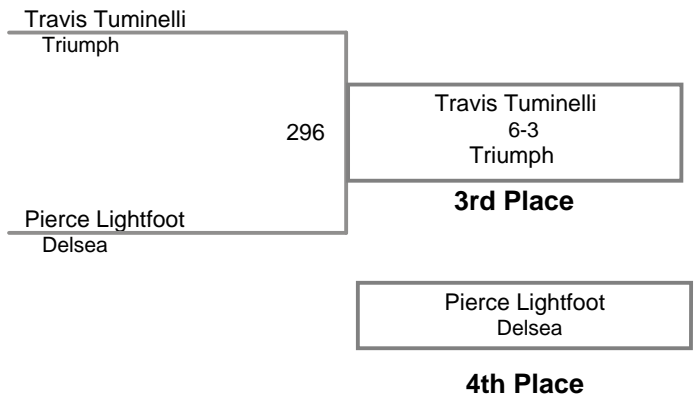 Travis Tuminelli
Triumph
296
Travis Tuminelli
6-3
Triumph
3rd Place
Pierce Lightfoot
Delsea
Pierce Lightfoot
Delsea
4th Place